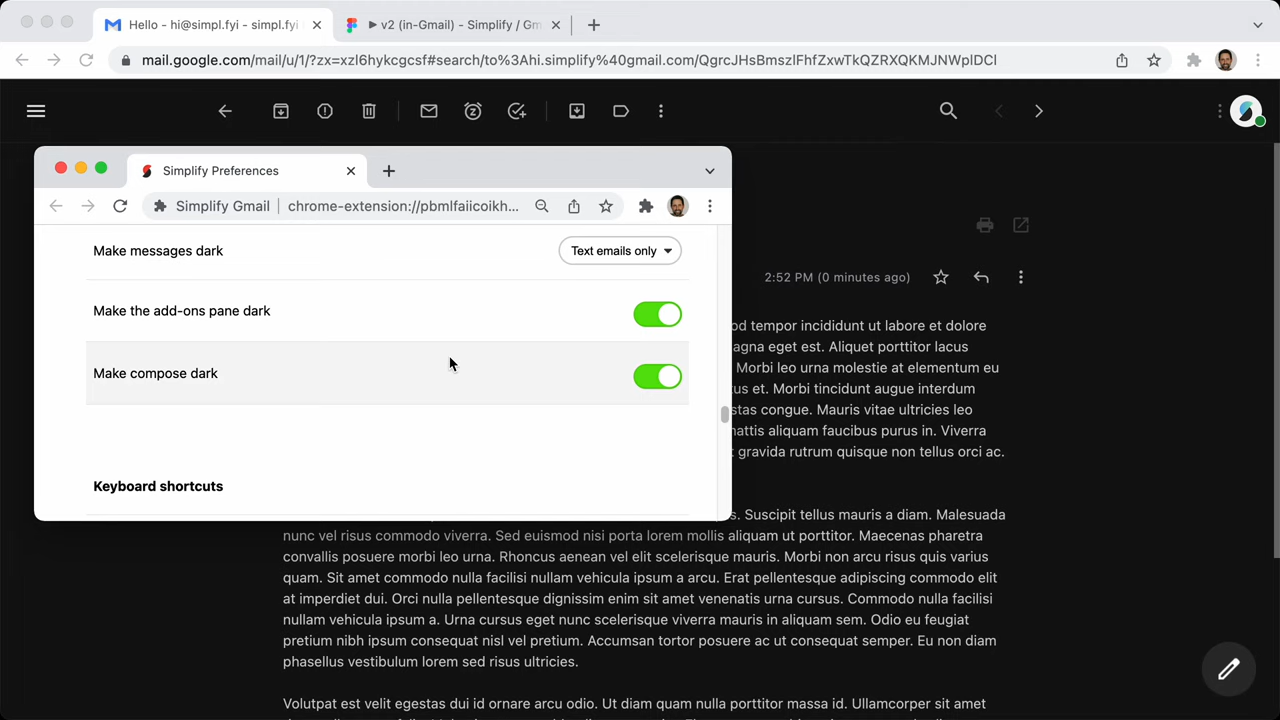 Hello - hi@simpl.fyi - simpl.fyi
v2 (in-Gmail) - Simplify / Gm
mail.google.com/mail/u/1/?zx=xzl6hykcgcsf#search/to%3Ahi.simplify%40gmail.com/QgrcJHsBmszlFhfZxwTkQZRXQKMJNWplDCl
Simplify Preferences
Simplify Gmail
chrome-extension://pbmlfaiicoikh...
Make messages dark
Text emails only
Make the add-ons pane dark
Make compose dark
Keyboard shortcuts
2:52 PM (0 minutes ago)
od tempor incididunt ut labore et dolore
agna eget est. Aliquet porttitor lacus
Morbi leo urna molestie at elementum eu
tus et. Morbi tincidunt augue interdum
stas congue. Mauris vitae ultricies leo
nattis aliquam faucibus purus in. Viverra
gravida rutrum quisque non tellus orci ac.
s. Suscipit tellus mauris a diam. Malesuada
nunc vel risus commodo viverra. Sed euismod nisi porta lorem mollis aliquam ut porttitor. Maecenas pharetra
convallis posuere morbi leo urna. Rhoncus aenean vel elit scelerisque mauris. Morbi non arcu risus quis varius
quam. Sit amet commodo nulla facilisi nullam vehicula ipsum a arcu. Erat pellentesque adipiscing commodo elit
at imperdiet dui. Orci nulla pellentesque dignissim enim sit amet venenatis urna cursus. Commodo nulla facilisi
nullam vehicula ipsum a. Urna cursus eget nunc scelerisque viverra mauris in aliquam sem. Odio eu feugiat
pretium nibh ipsum consequat nisl vel pretium. Accumsan tortor posuere ac ut consequat semper. Eu non diam
phasellus vestibulum lorem sed risus ultricies.
Volutpat est velit egestas dui id ornare arcu odio. Ut diam quam nulla porttitor massa id. Ullamcorper sit amet